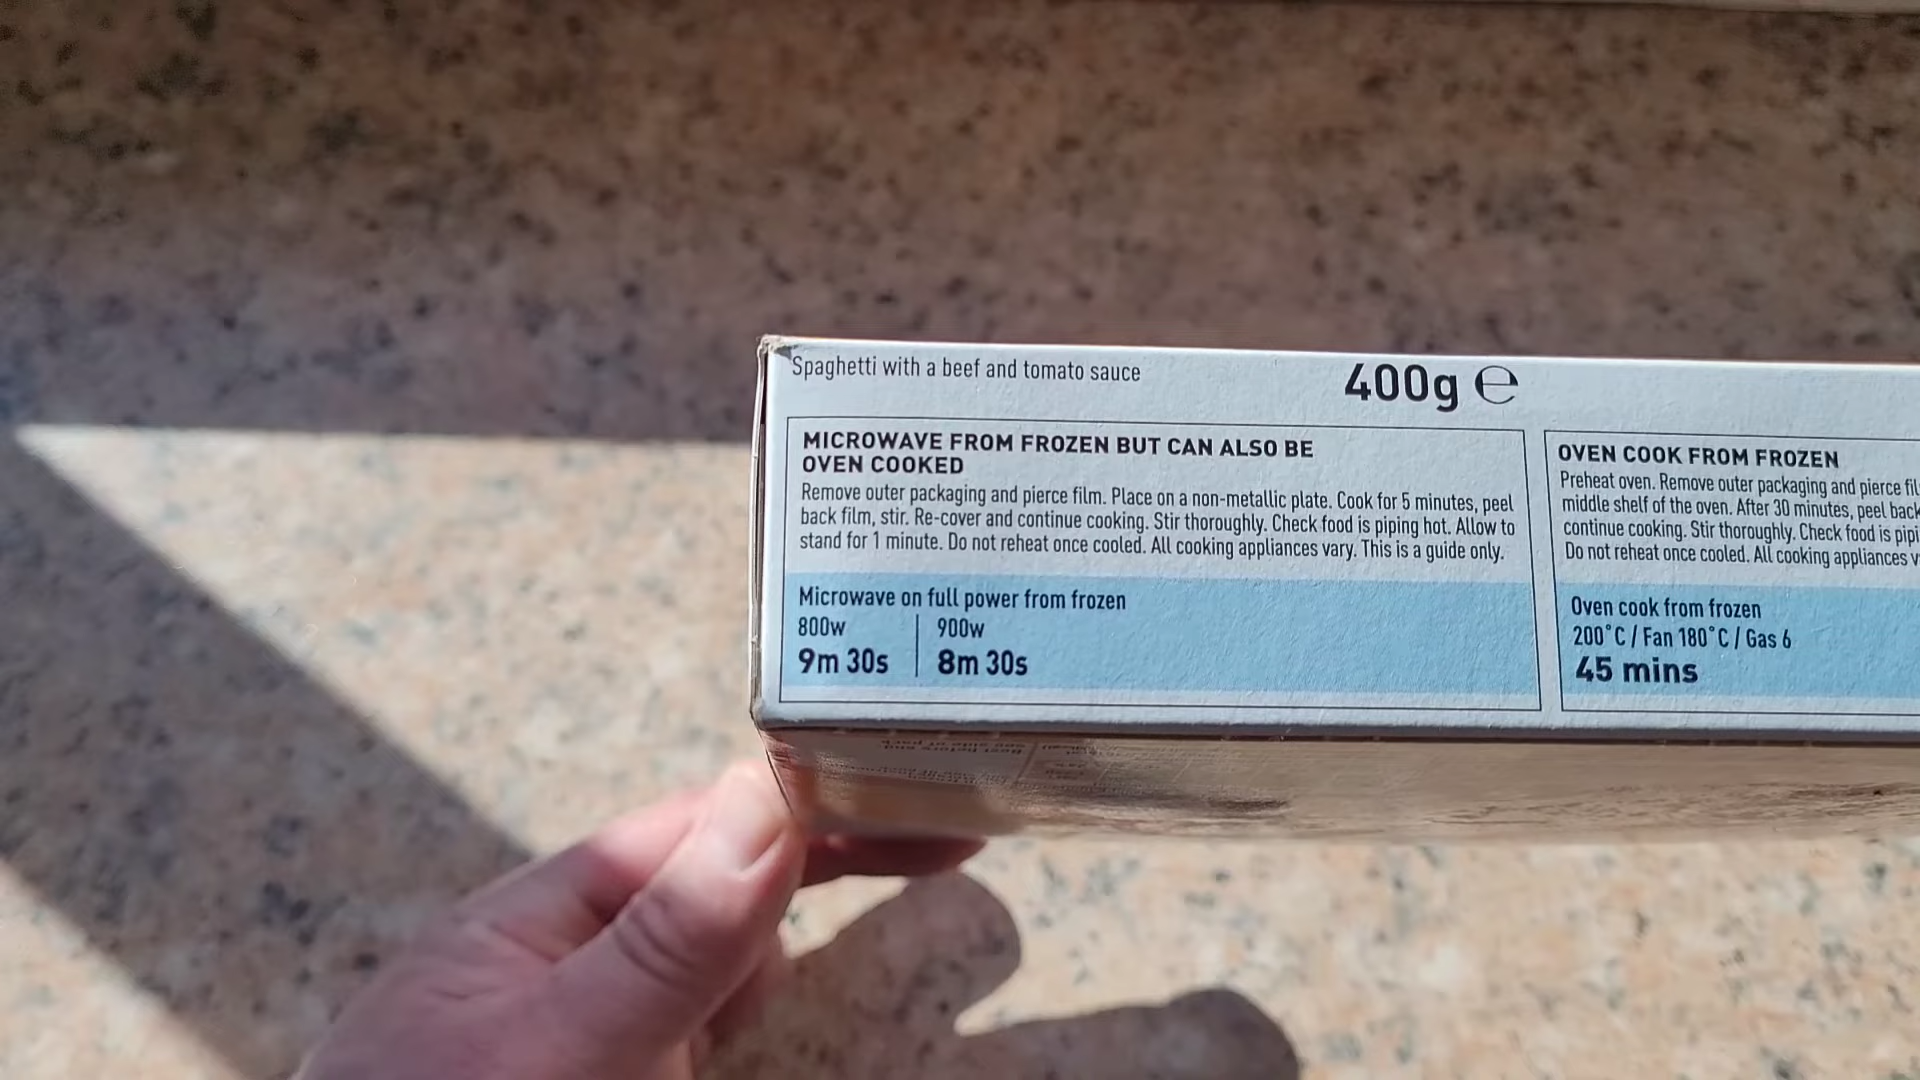 Spaghetti with a beef and tomato sauce
400g ℮
MICROWAVE FROM FROZEN BUT CAN ALSO BE
OVEN COOKED
Remove outer packaging and pierce film. Place on a non-metallic plate. Cook for 5 minutes, peel
back film, stir. Re-cover and continue cooking. Stir thoroughly. Check food is piping hot. Allow to
stand for 1 minute. Do not reheat once cooled. All cooking appliances vary. This is a guide only.
Microwave on full power from frozen
800w 900w
9m 30s 8m 30s
OVEN COOK FROM FROZEN
Preheat oven. Remove outer packaging and pierce
middle shelf of the oven. After 30 minutes, peel back
continue cooking. Stir thoroughly. Check food is
Do not reheat once cooled. All cooking appliances
Oven cook from frozen
200°C / Fan 180°C / Gas 6
45 mins